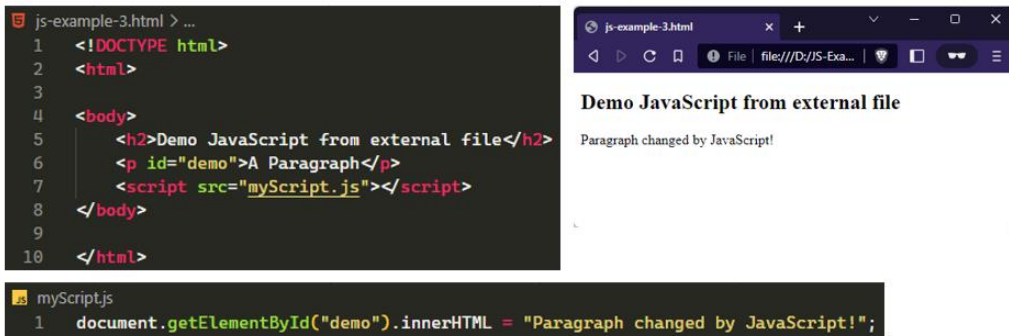 js-example-3.html > ...
1 <!DOCTYPE html>
2 <html>
3
4 <body>
5 <h2>Demo JavaScript from external file</h2>
6 <p id="demo">A Paragraph</p>
7 <script src="myScript.js"></script>
8 </body>
9
10 </html>
js-example-3.html
File file:///D:/JS-Exa...
Demo JavaScript from external file
Paragraph changed by JavaScript!
JS myScript.js
1 document.getElementById("demo").innerHTML = "Paragraph changed by JavaScript!";